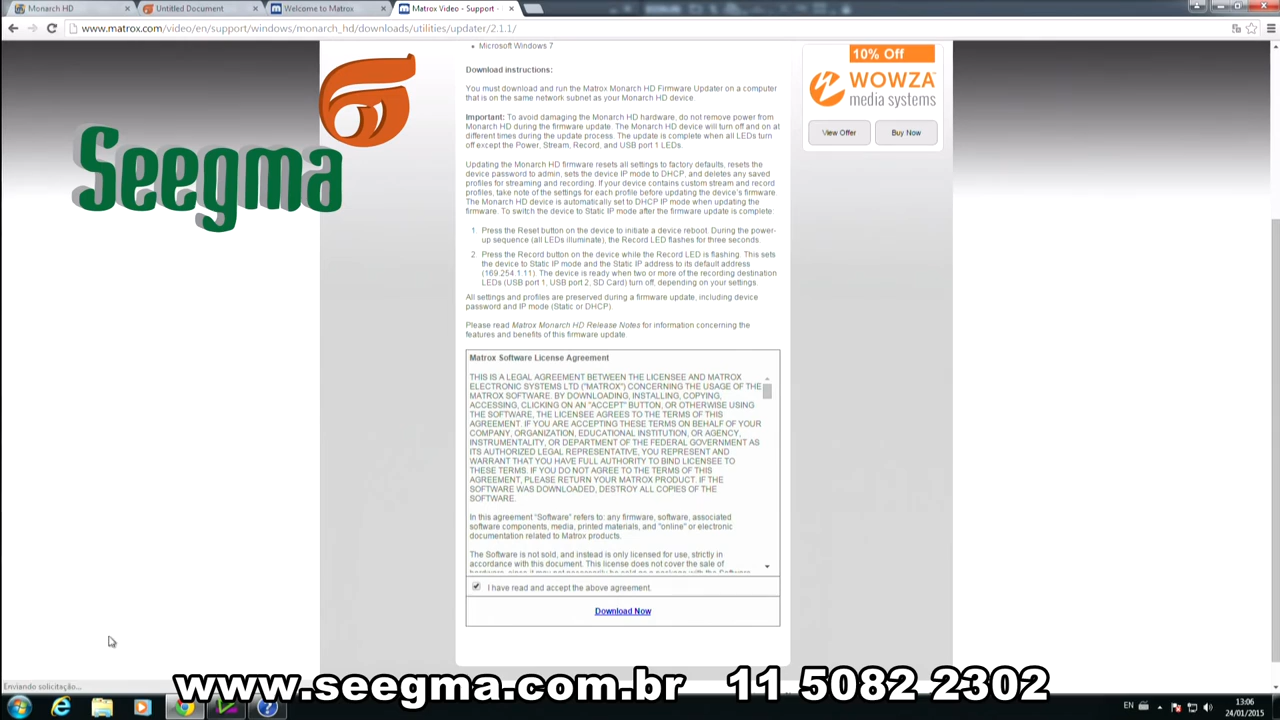 Monarch HD
Untitled Document
Welcome to Matrox
Matrox Video - Support -
www.matrox.com/video/en/support/windows/monarch_hd/downloads/utilities/updater/2.1.1/
Seegma
• Microsoft Windows 7
Download instructions:
You must download and run the Matrox Monarch HD Firmware Updater on a computer
that is on the same network subnet as your Monarch HD device.
Important: To avoid damaging the Monarch HD hardware, do not remove power from
Monarch HD during the firmware update. The Monarch HD device will turn off and on at
different times during the update process. The update is complete when all LEDs turn
off except the Power, Stream, Record, and USB port 1 LEDs.
Updating the Monarch HD firmware resets all settings to factory defaults, resets the
device password to admin, sets the device IP mode to DHCP, and deletes any saved
profiles for streaming and recording. If your device contains custom stream and record
profiles, take note of the settings for each profile before updating the device's firmware.
The Monarch HD device is automatically set to DHCP IP mode when updating the
firmware. To switch the device to Static IP mode after the firmware update is complete:
1. Press the Reset button on the device to initiate a device reboot. During the power-
up sequence (all LEDs illuminate), the Record LED flashes for three seconds.
2. Press the Record button on the device while the Record LED is flashing. This sets
the device to Static IP mode and the Static IP address to its default address
(169.254.1.11). The device is ready when two or more of the recording destination
LEDs (USB port 1, USB port 2, SD Card) turn off, depending on your settings.
All settings and profiles are preserved during a firmware update, including device
password and IP mode (Static or DHCP).
Please read Matrox Monarch HD Release Notes for information concerning the
features and benefits of this firmware update.
Matrox Software License Agreement
THIS IS A LEGAL AGREEMENT BETWEEN THE LICENSEE AND MATROX
ELECTRONIC SYSTEMS LTD ("MATROX") CONCERNING THE USAGE OF THE
MATROX SOFTWARE. BY DOWNLOADING, INSTALLING, COPYING,
ACCESSING, CLICKING ON AN "ACCEPT" BUTTON, OR OTHERWISE USING
THE SOFTWARE, THE LICENSEE AGREES TO THE TERMS OF THIS
AGREEMENT. IF YOU ARE ACCEPTING THESE TERMS ON BEHALF OF YOUR
COMPANY, ORGANIZATION, EDUCATIONAL INSTITUTION, OR AGENCY,
INSTRUMENTALITY, OR DEPARTMENT OF THE FEDERAL GOVERNMENT AS
ITS AUTHORIZED LEGAL REPRESENTATIVE, YOU REPRESENT AND
WARRANT THAT YOU HAVE FULL AUTHORITY TO BIND LICENSEE TO
THESE TERMS. IF YOU DO NOT AGREE TO THE TERMS OF THIS
AGREEMENT, PLEASE RETURN YOUR MATROX PRODUCT. IF THE
SOFTWARE WAS DOWNLOADED, DESTROY ALL COPIES OF THE
SOFTWARE.
In this agreement "Software" refers to: any firmware, software, associated
software components, media, printed materials, and "online" or electronic
documentation related to Matrox products.
The Software is not sold, and instead is only licensed for use, strictly in
accordance with this document. This license does not cover the sale of
I have read and accept the above agreement.
Download Now
10% Off
WOWZA
media systems
View Offer
Buy Now
Enviando solicitação...
www.seegma.com.br 11 5082 2302
EN
13:06
24/01/2015